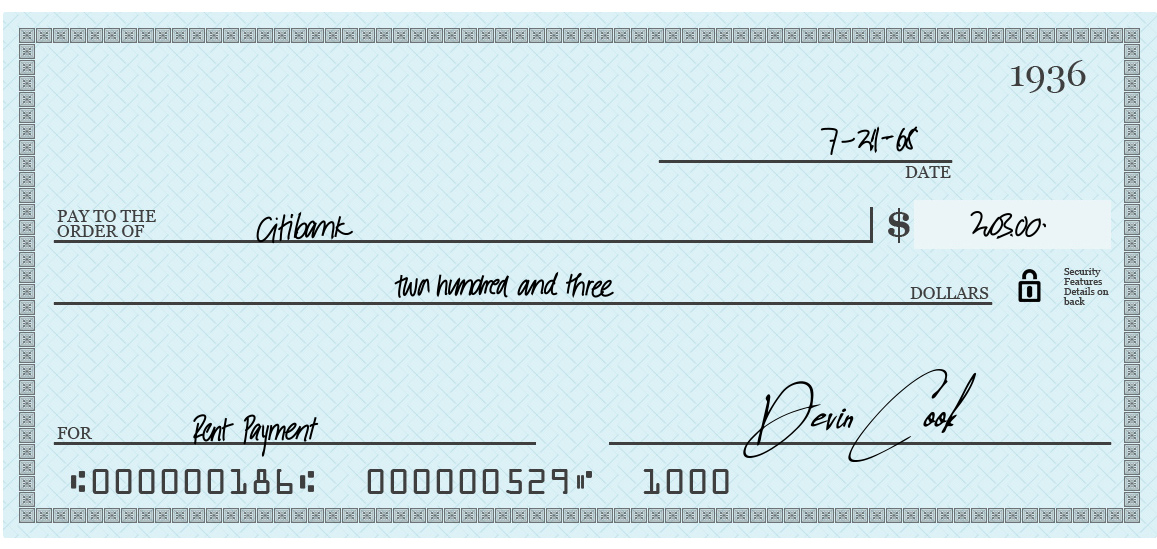 1936
7-21-68
DATE
PAY TO THE
ORDER OF Citibank $ 203.00
two hundred and three DOLLARS
Security
Features
Details on
back
FOR Rent Payment Devin Cook
⑆000000186⑆ 000000529⑈ 1000